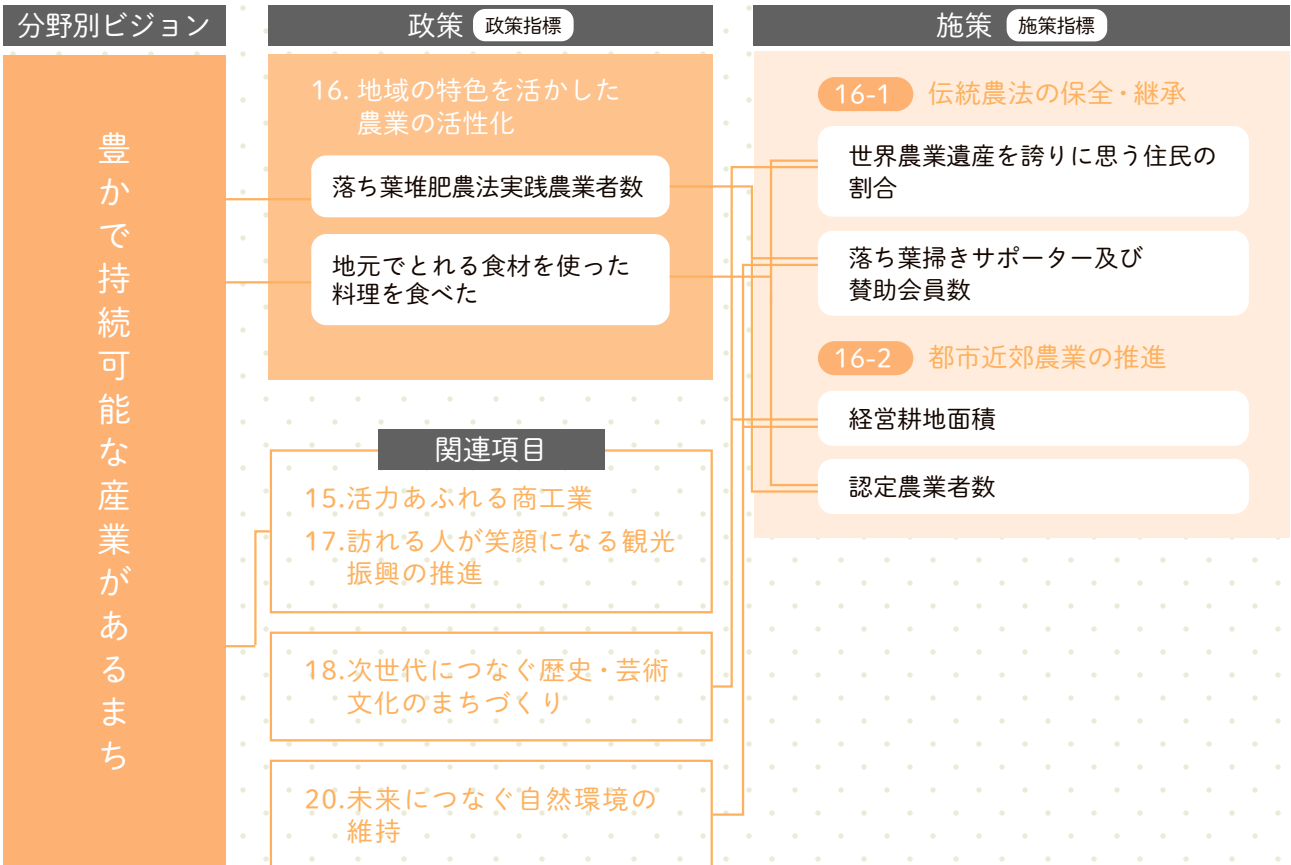 分野別ビジョン
豊かで持続可能な産業があるまち
政策 政策指標
16. 地域の特色を活かした
農業の活性化
落ち葉堆肥農法実践農業者数
地元でとれる食材を使った
料理を食べた
関連項目
15.活力あふれる商工業
17.訪れる人が笑顔になる観光
振興の推進
18.次世代につなぐ歴史・芸術
文化のまちづくり
20.未来につなぐ自然環境の
維持
施策 施策指標
16-1 伝統農法の保全・継承
世界農業遺産を誇りに思う住民の
割合
落ち葉掃きサポーター及び
賛助会員数
16-2 都市近郊農業の推進
経営耕地面積
認定農業者数